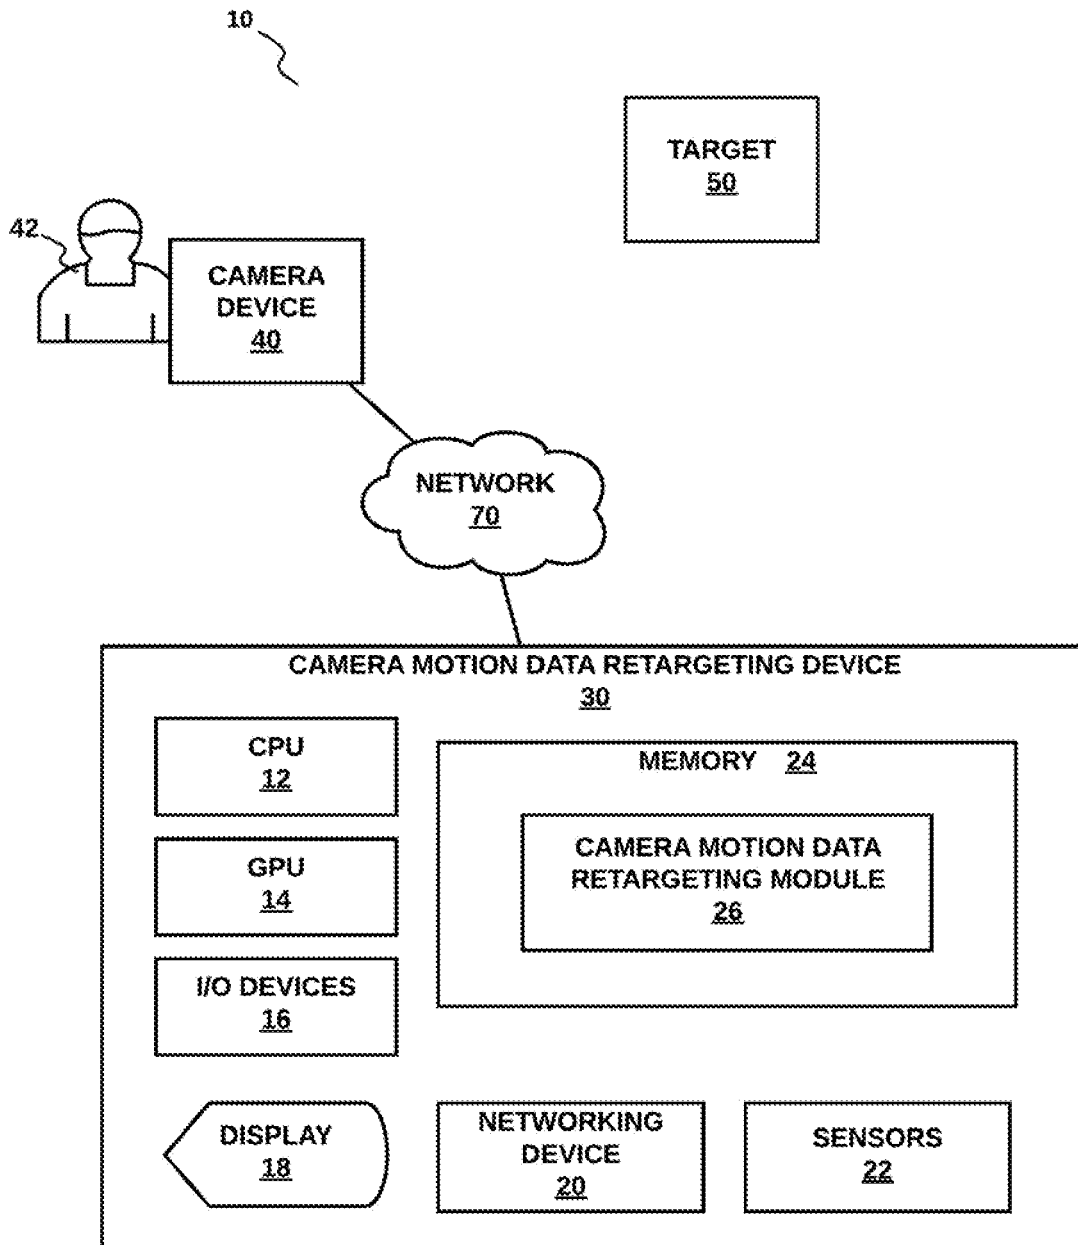 10
TARGET
50
42
CAMERA
DEVICE
40
NETWORK
70
CAMERA MOTION DATA RETARGETING DEVICE
30
CPU
12
MEMORY 24
CAMERA MOTION DATA
RETARGETING MODULE
26
GPU
14
I/O DEVICES
16
DISPLAY
18
NETWORKING
DEVICE
20
SENSORS
22